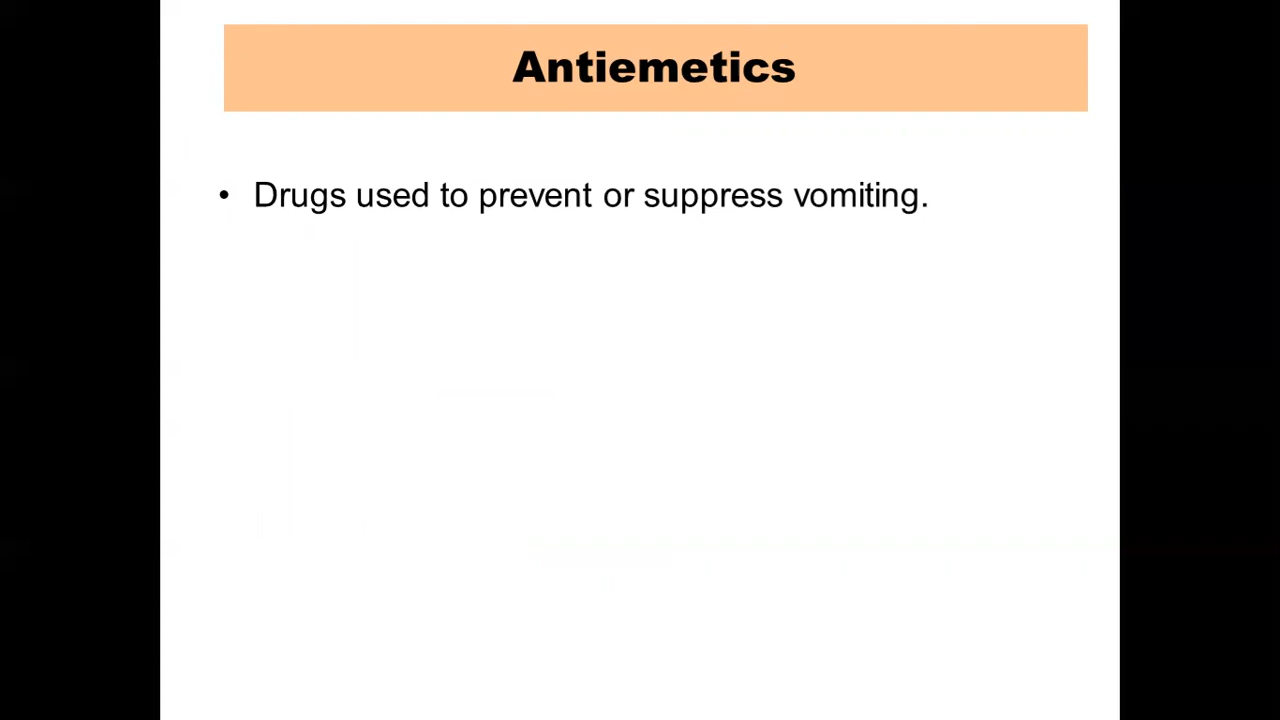 Antiemetics
• Drugs used to prevent or suppress vomiting.